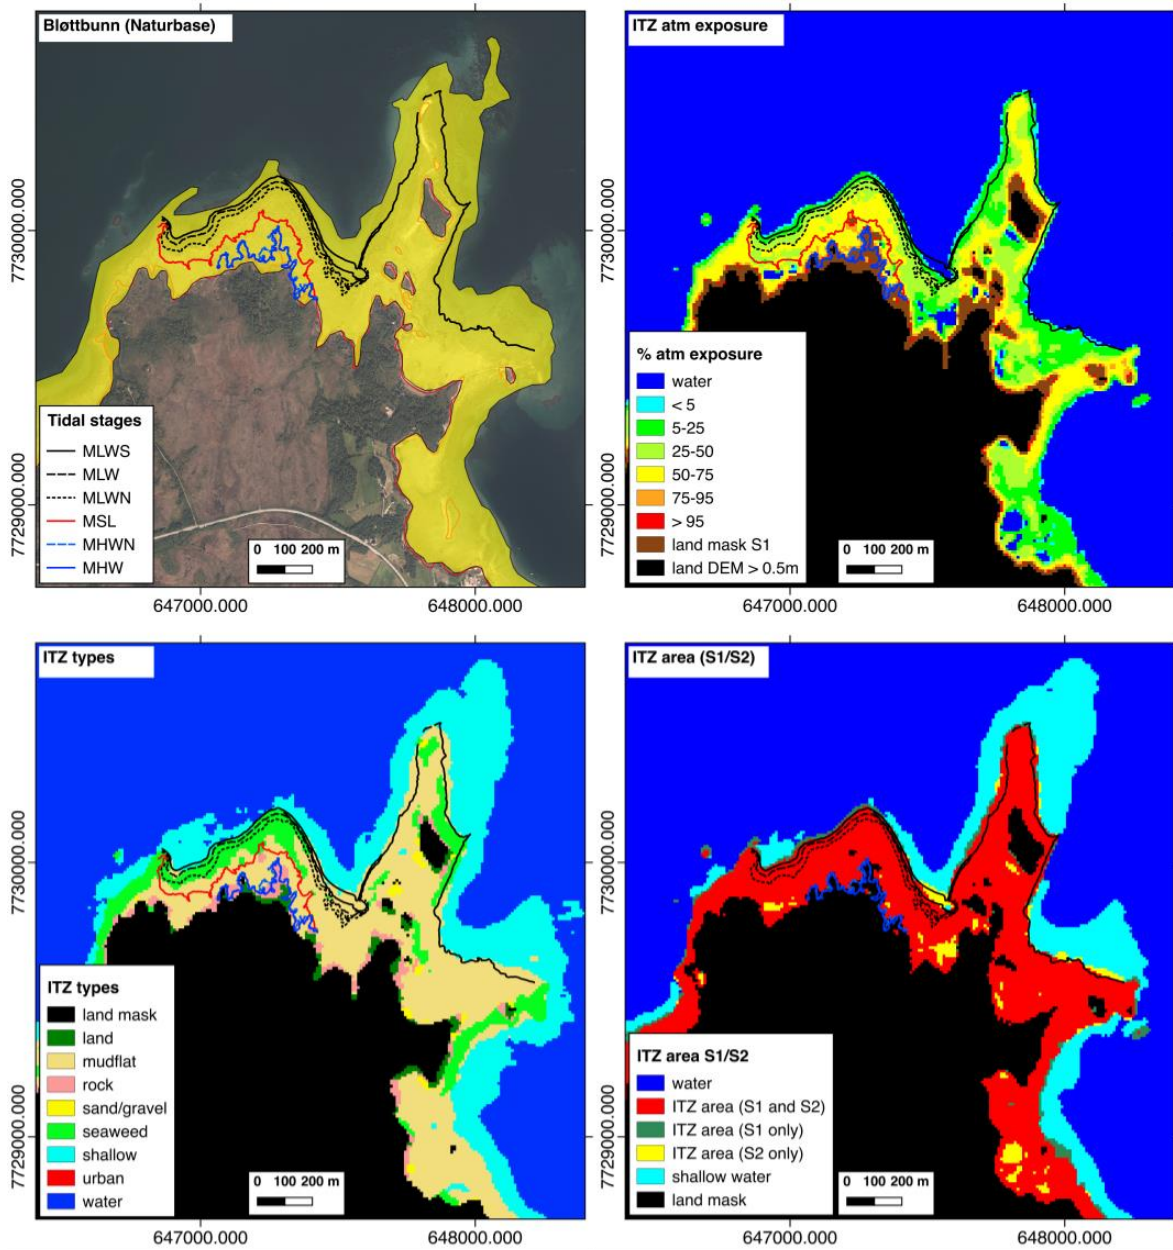 Bløttbunn (Naturbase)
7730000.000
7729000.000
Tidal stages
MLWS
MLW
MLWN
MSL
MHWN
MHW
0 100 200 m
647000.000
648000.000
ITZ atm exposure
7730000.000
7729000.000
% atm exposure
water
< 5
5-25
25-50
50-75
75-95
> 95
land mask S1
land DEM > 0.5m
0 100 200 m
647000.000
648000.000
ITZ types
7730000.000
7729000.000
ITZ types
land mask
land
mudflat
rock
sand/gravel
seaweed
shallow
urban
water
0 100 200 m
647000.000
648000.000
ITZ area (S1/S2)
7730000.000
7729000.000
ITZ area S1/S2
water
ITZ area (S1 and S2)
ITZ area (S1 only)
ITZ area (S2 only)
shallow water
land mask
0 100 200 m
647000.000
648000.000